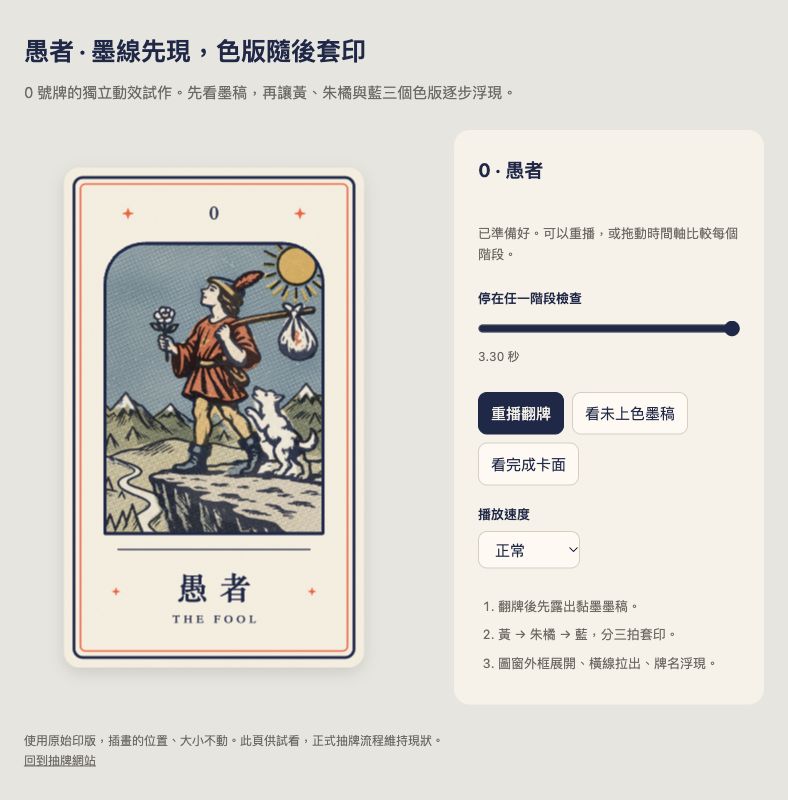 愚者 · 墨線先現，色版隨後套印
0 號牌的獨立動效試作。先看墨稿，再讓黃、朱橘與藍三個色版逐步浮現。
0
愚者
THE FOOL
0 · 愚者
已準備好。可以重播，或拖動時間軸比較每個
階段。
停在任一階段檢查
3.30 秒
重播翻牌
看未上色墨稿
看完成卡面
播放速度
正常
1. 翻牌後先露出黏墨墨稿。
2. 黃 → 朱橘 → 藍，分三拍套印。
3. 圖窗外框展開、橫線拉出、牌名浮現。
使用原始印版，插畫的位置、大小不動。此頁供試看，正式抽牌流程維持現狀。
回到抽牌網站